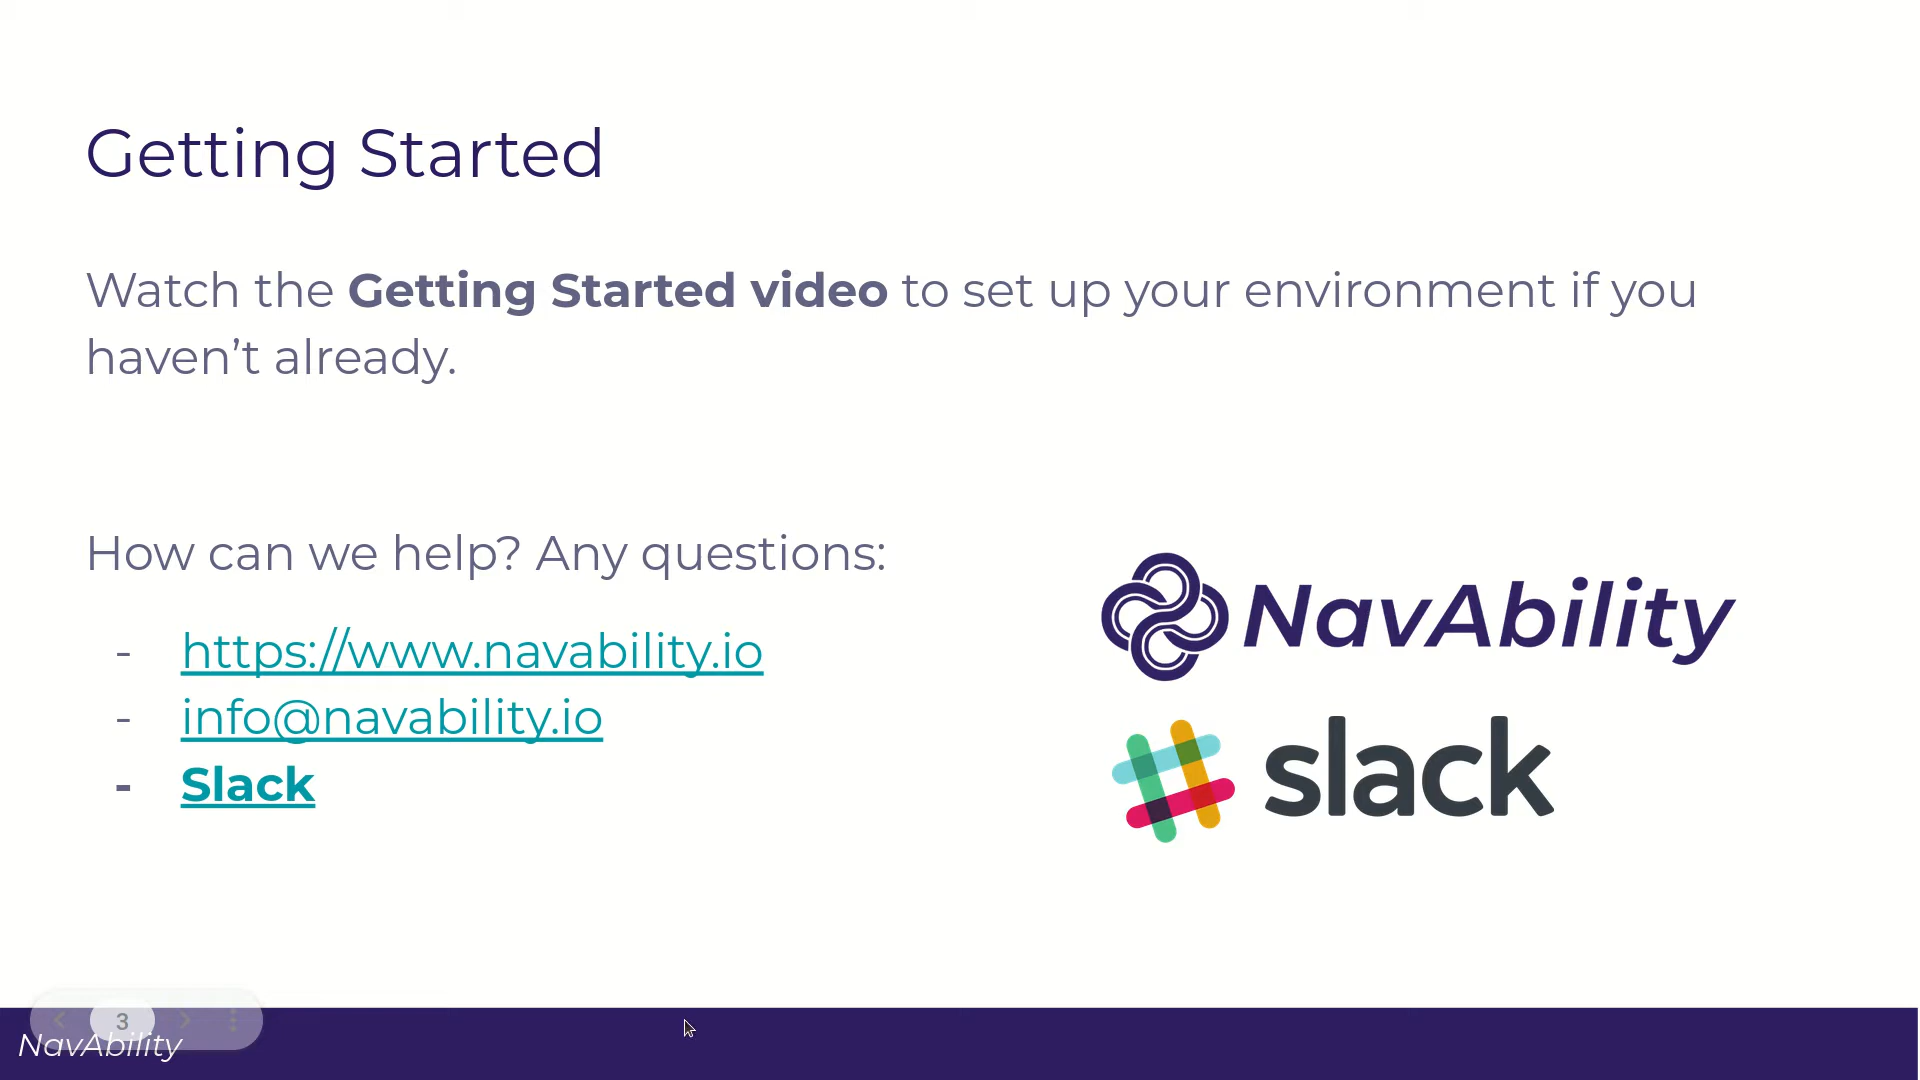 Getting Started
Watch the Getting Started video to set up your environment if you
haven’t already.
How can we help? Any questions:
- https://www.navability.io
- info@navability.io
- Slack
NavAbility
slack
3
NavAbility